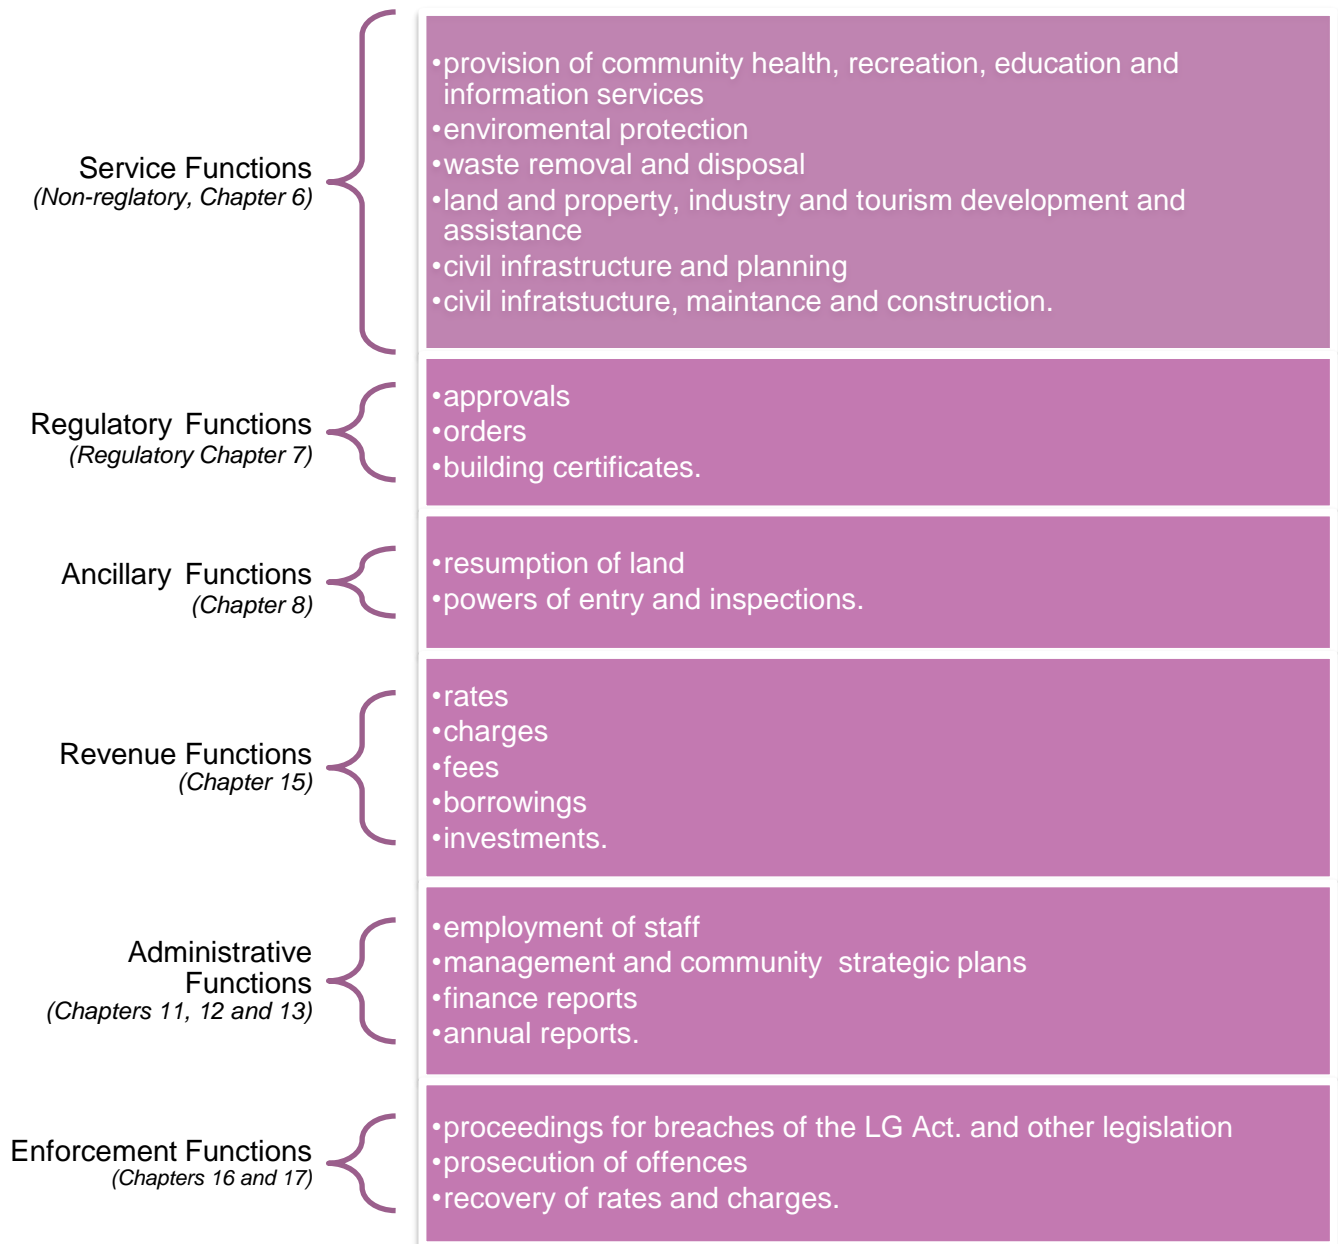 Service Functions
(Non-reglatory, Chapter 6)
•provision of community health, recreation, education and
information services
•enviromental protection
•waste removal and disposal
•land and property, industry and tourism development and
assistance
•civil infrastructure and planning
•civil infratstucture, maintance and construction.
Regulatory Functions
(Regulatory Chapter 7)
•approvals
•orders
•building certificates.
Ancillary Functions
(Chapter 8)
•resumption of land
•powers of entry and inspections.
Revenue Functions
(Chapter 15)
•rates
•charges
•fees
•borrowings
•investments.
Administrative
Functions
(Chapters 11, 12 and 13)
•employment of staff
•management and community strategic plans
•finance reports
•annual reports.
Enforcement Functions
(Chapters 16 and 17)
•proceedings for breaches of the LG Act. and other legislation
•prosecution of offences
•recovery of rates and charges.